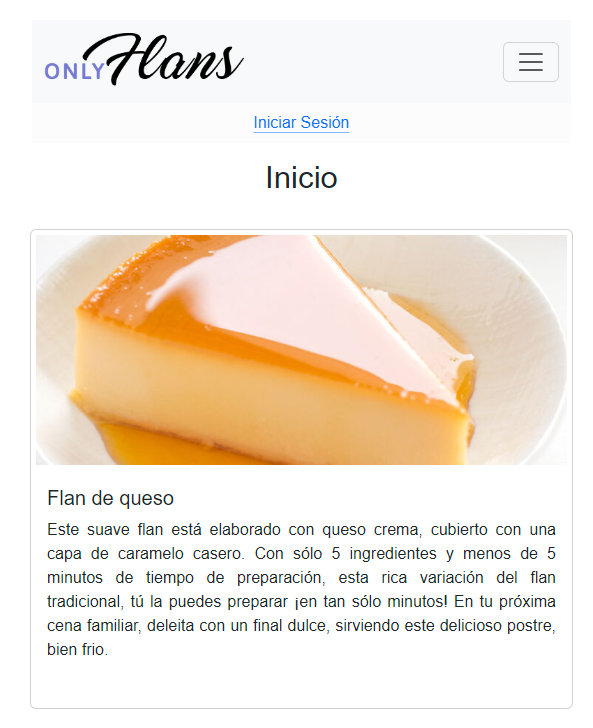 ONLY Flans
Iniciar Sesión
Inicio
Flan de queso
Este suave flan está elaborado con queso crema, cubierto con una
capa de caramelo casero. Con sólo 5 ingredientes y menos de 5
minutos de tiempo de preparación, esta rica variación del flan
tradicional, tú la puedes preparar ¡en tan sólo minutos! En tu próxima
cena familiar, deleita con un final dulce, sirviendo este delicioso postre,
bien frio.